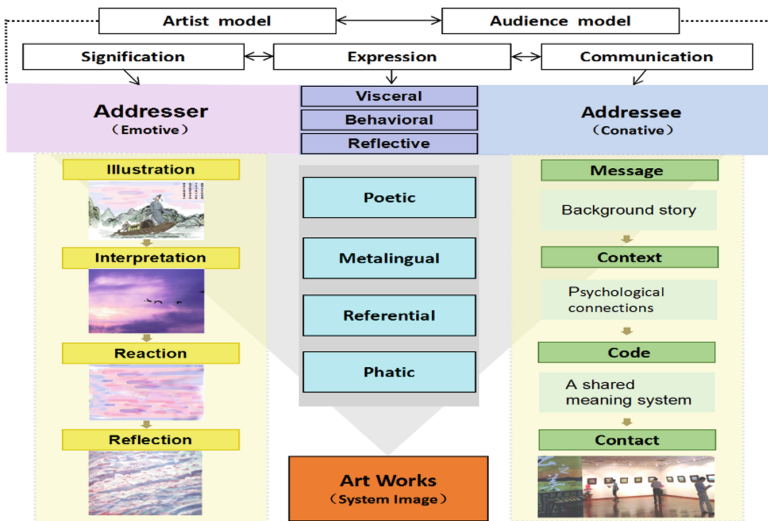 Artist model
Audience model
Signification
Expression
Communication
Addresser
（Emotive）
Visceral
Behavioral
Reflective
Addressee
（Conative）
Illustration
Interpretation
Reaction
Reflection
Poetic
Metalingual
Referential
Phatic
Art Works
（System Image）
Message
Background story
Context
Psychological
connections
Code
A shared
meaning system
Contact